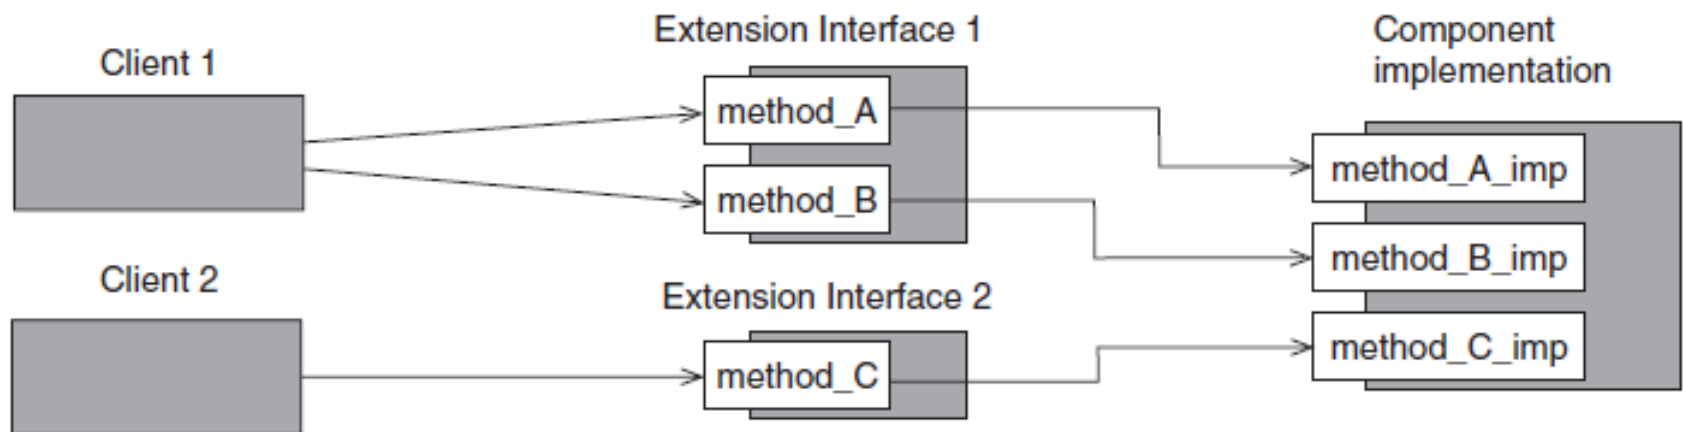 Client 1
Extension Interface 1
method_A
method_B
Component
implementation
method_A_imp
method_B_imp
method_C_imp
Client 2
Extension Interface 2
method_C